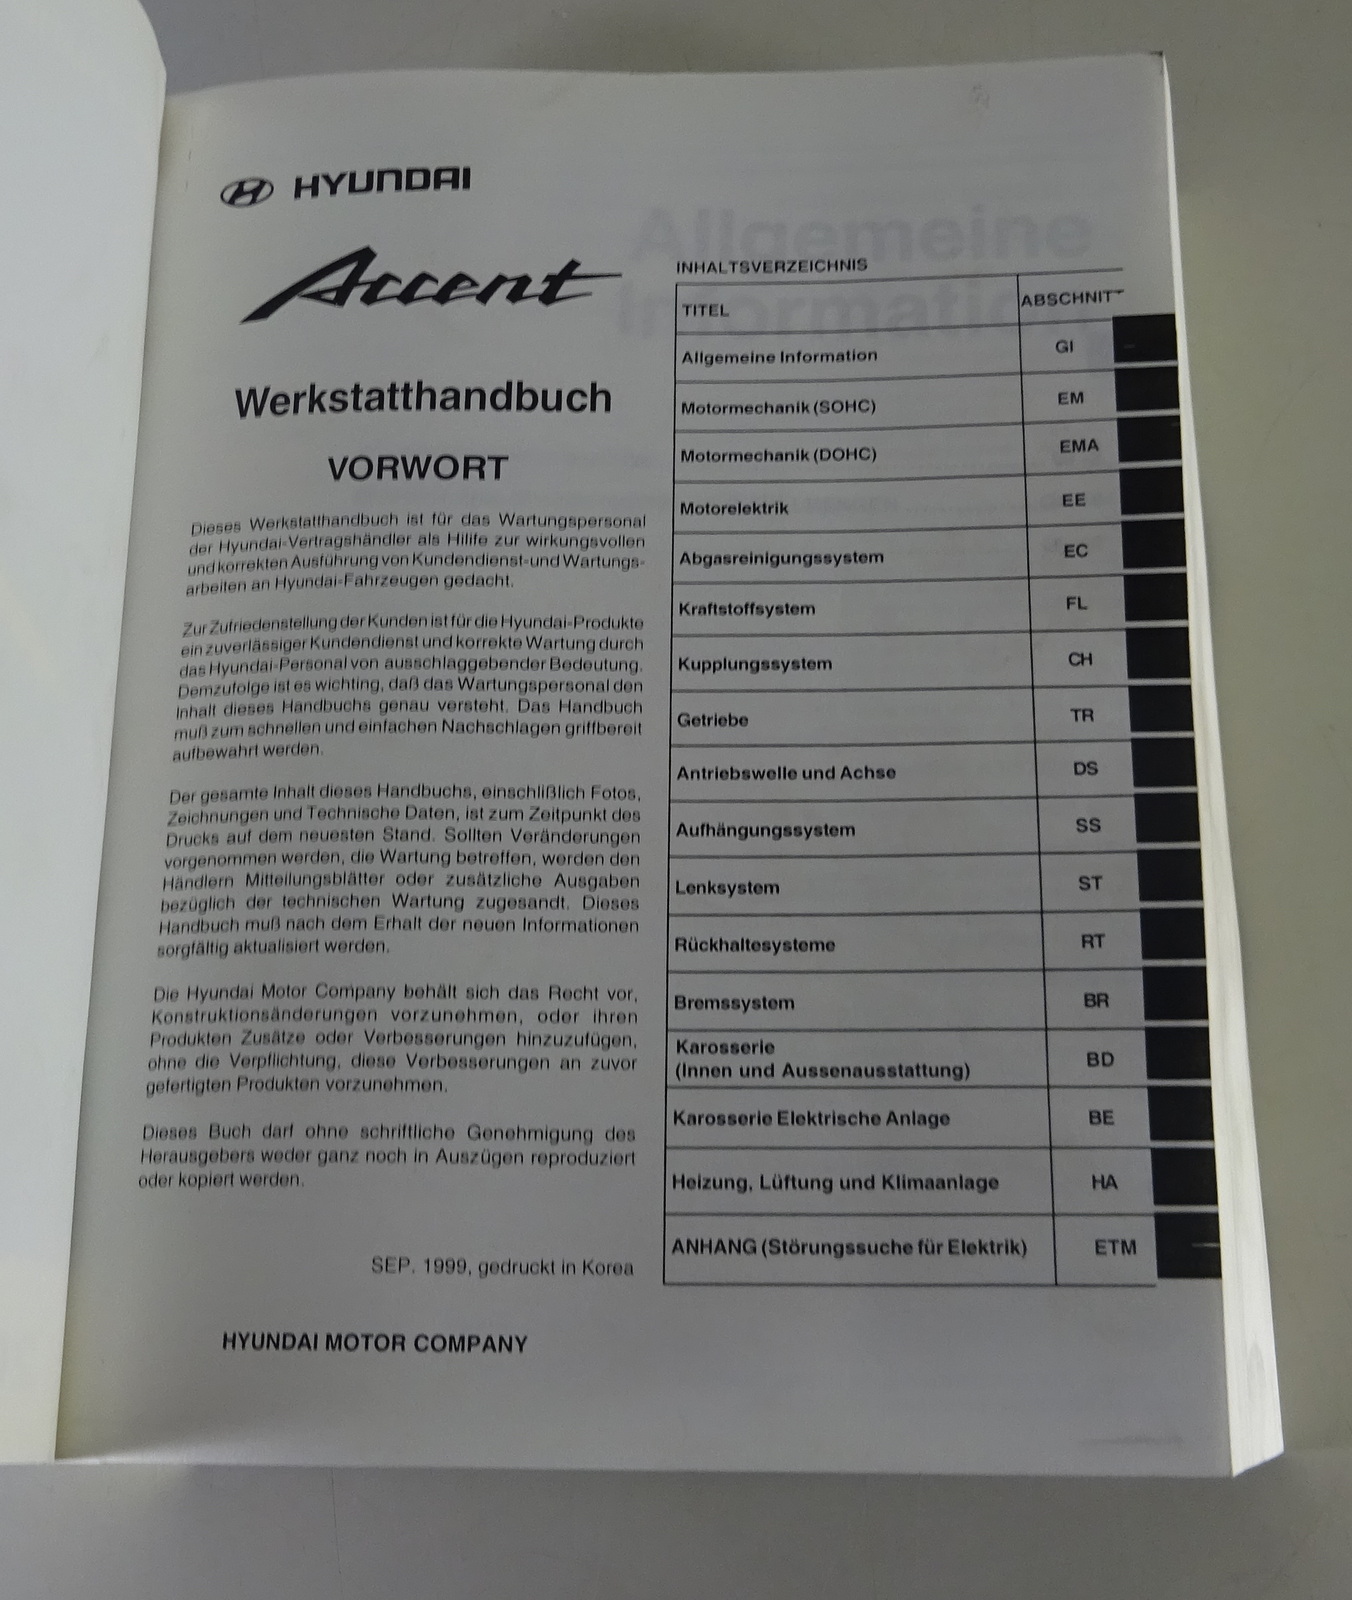 HYUNDAI
Accent
Werkstatthandbuch
VORWORT
Dieses Werkstatthandbuch ist für das Wartungspersonal
der Hyundai-Vertragshändler als Hilife zur wirkungsvollen
und korrekten Ausführung von Kundendienst-und Wartungs-
arbeiten an Hyundai-Fahrzeugen gedacht.
Zur Zufriedenstellung der Kunden ist für die Hyundai-Produkte
ein zuverlässiger Kundendienst und korrekte Wartung durch
das Hyundai-Personal von ausschlaggebender Bedeutung.
Demzufolge ist es wichting, daß das Wartungspersonal den
Inhalt dieses Handbuchs genau versteht. Das Handbuch
muß zum schnellen und einfachen Nachschlagen griffbereit
aufbewahrt werden.
Der gesamte Inhalt dieses Handbuchs, einschlißlich Fotos,
Zeichnungen und Technische Daten, ist zum Zeitpunkt des
Drucks auf dem neuesten Stand. Sollten Veränderungen
vorgenommen werden, die Wartung betreffen, werden den
Händlern Mitteilungsblätter oder zusätzliche Ausgaben
bezüglich der technischen Wartung zugesandt. Dieses
Handbuch muß nach dem Erhalt der neuen Informationen
sorgfältig aktualisiert werden.
Die Hyundai Motor Company behält sich das Recht vor,
Konstruktionsänderungen vorzunehmen, oder ihren
Produkten Zusätze oder Verbesserungen hinzuzufügen,
ohne die Verpflichtung, diese Verbesserungen an zuvor
gefertigten Produkten vorzunehmen.
Dieses Buch darf ohne schriftliche Genehmigung des
Herausgebers weder ganz noch in Auszügen reproduziert
oder kopiert werden.
SEP. 1999, gedruckt in Korea
HYUNDAI MOTOR COMPANY
INHALTSVERZEICHNIS
TITEL ABSCHNITT
Allgemeine Information GI
Motormechanik (SOHC) EM
Motormechanik (DOHC) EMA
Motorelektrik EE
Abgasreinigungssystem EC
Kraftstoffsystem FL
Kupplungssystem CH
Getriebe TR
Antriebswelle und Achse DS
Aufhängungssystem SS
Lenksystem ST
Rückhaltesysteme RT
Bremssystem BR
Karosserie
(Innen und Aussenausstattung) BD
Karosserie Elektrische Anlage BE
Heizung, Lüftung und Klimaanlage HA
ANHANG (Störungssuche für Elektrik) ETM
Allgemeine
Information